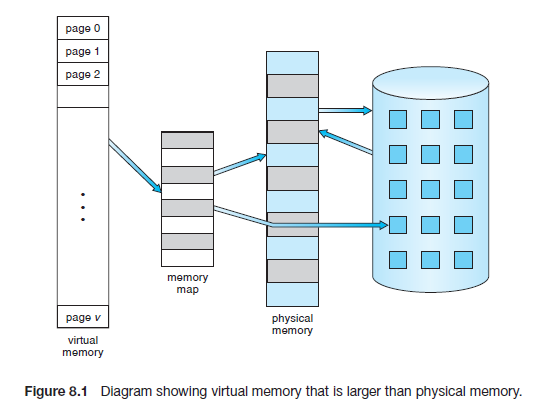 page 0
page 1
page 2
page v
virtual
memory
memory
map
physical
memory
Figure 8.1 Diagram showing virtual memory that is larger than physical memory.